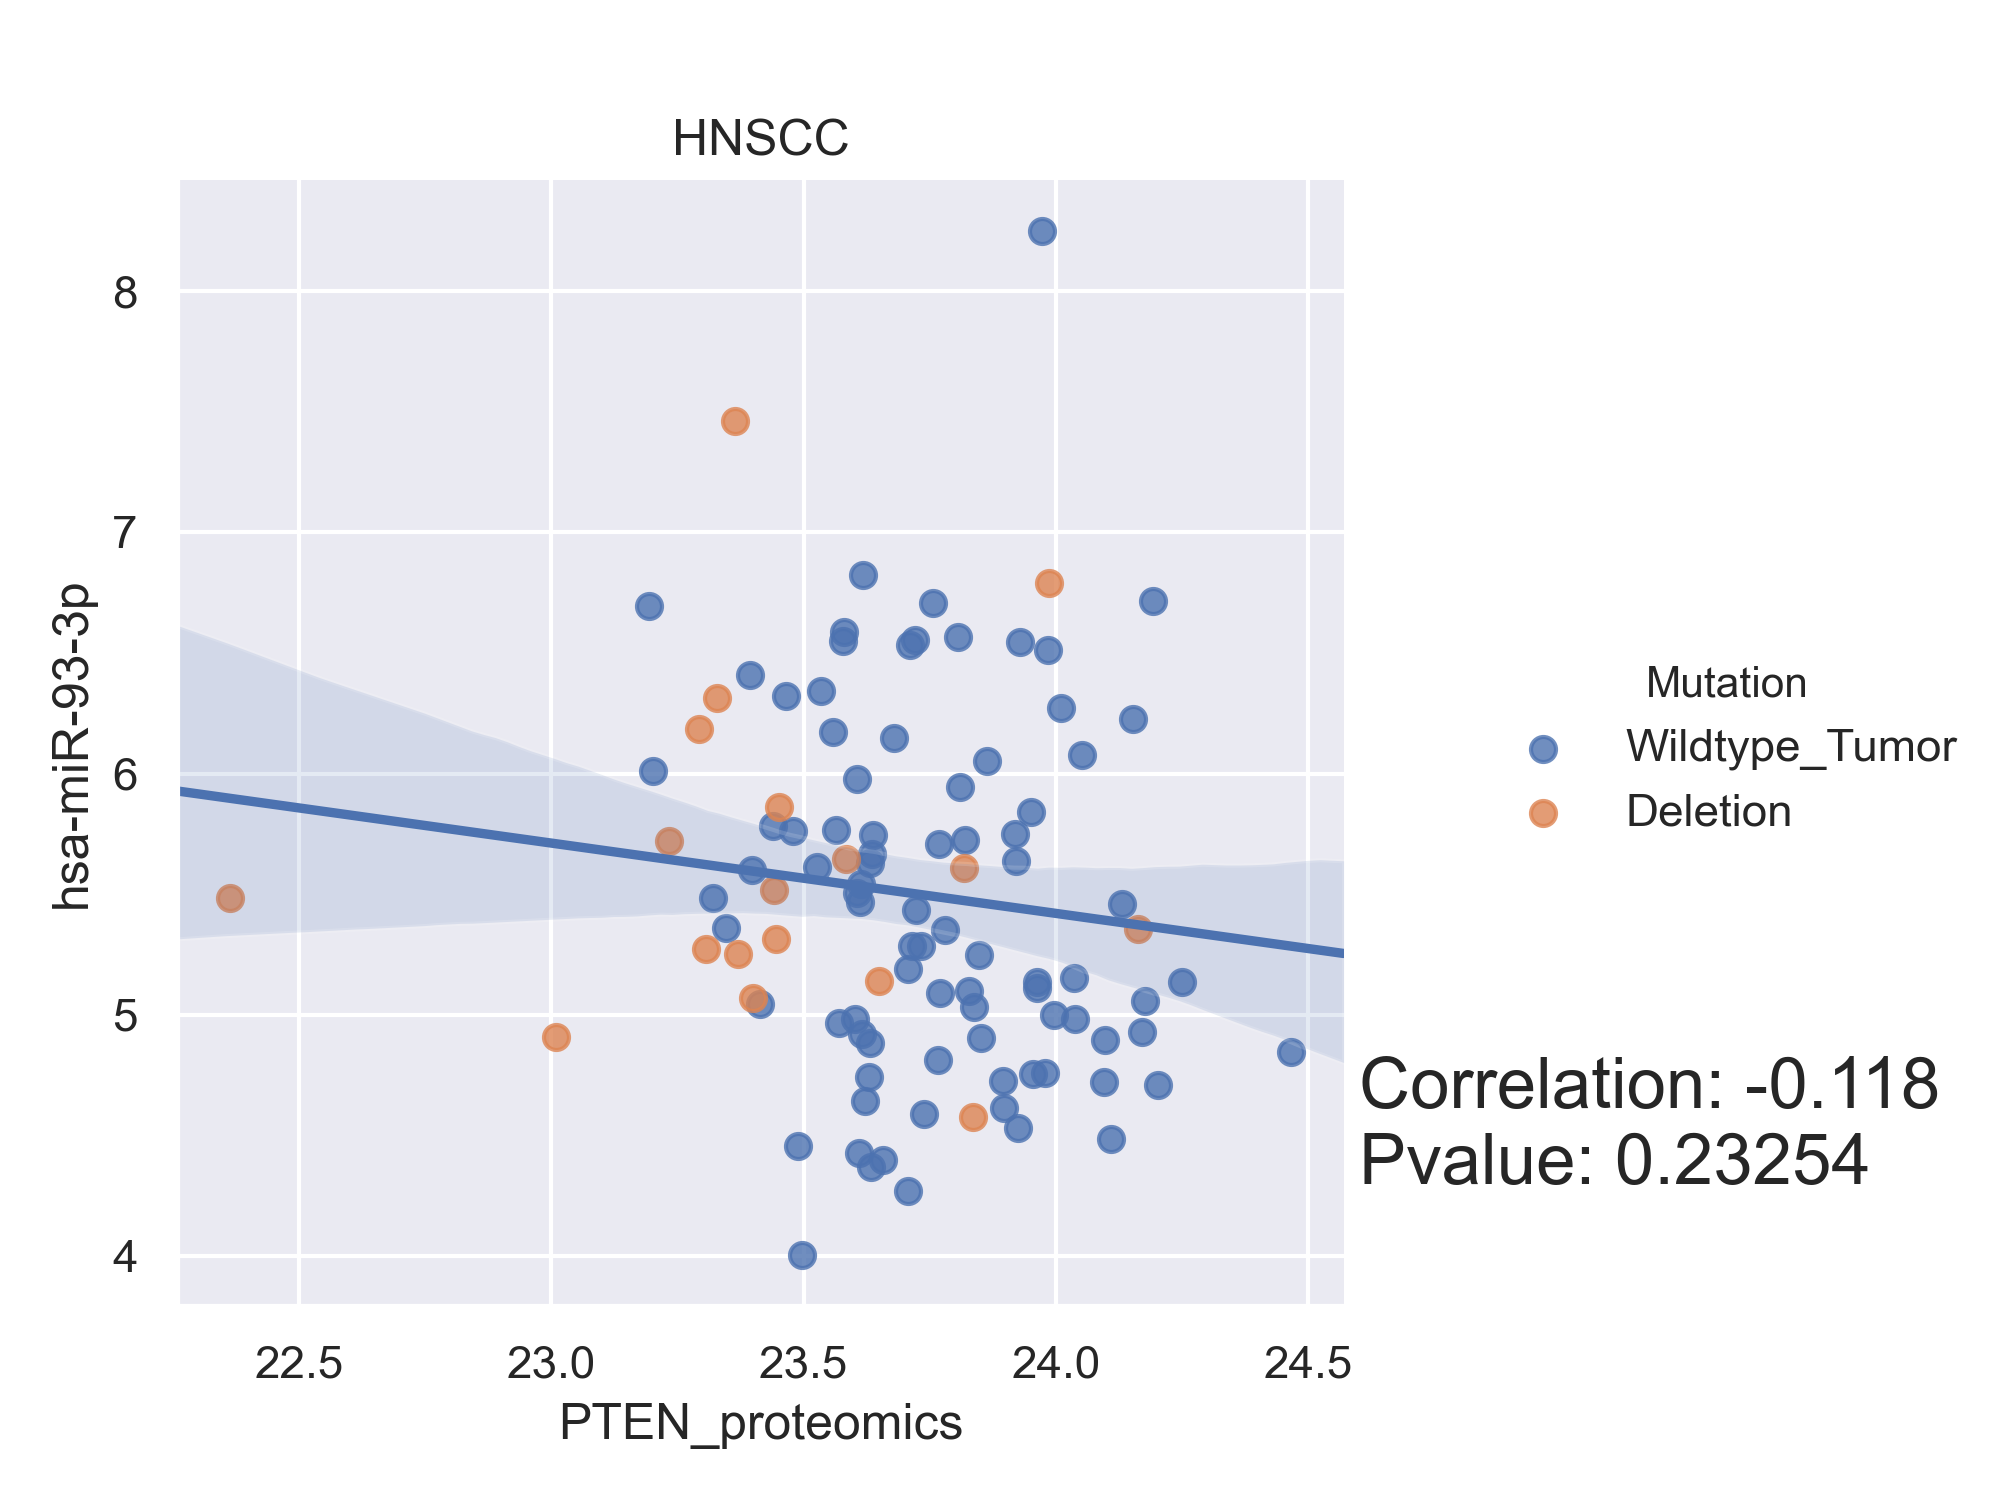 HNSCC
8
7
6
5
4
hsa-miR-93-3p
22.5 23.0 23.5 24.0 24.5
PTEN_proteomics
Mutation
Wildtype_Tumor
Deletion
Correlation: -0.118
Pvalue: 0.23254